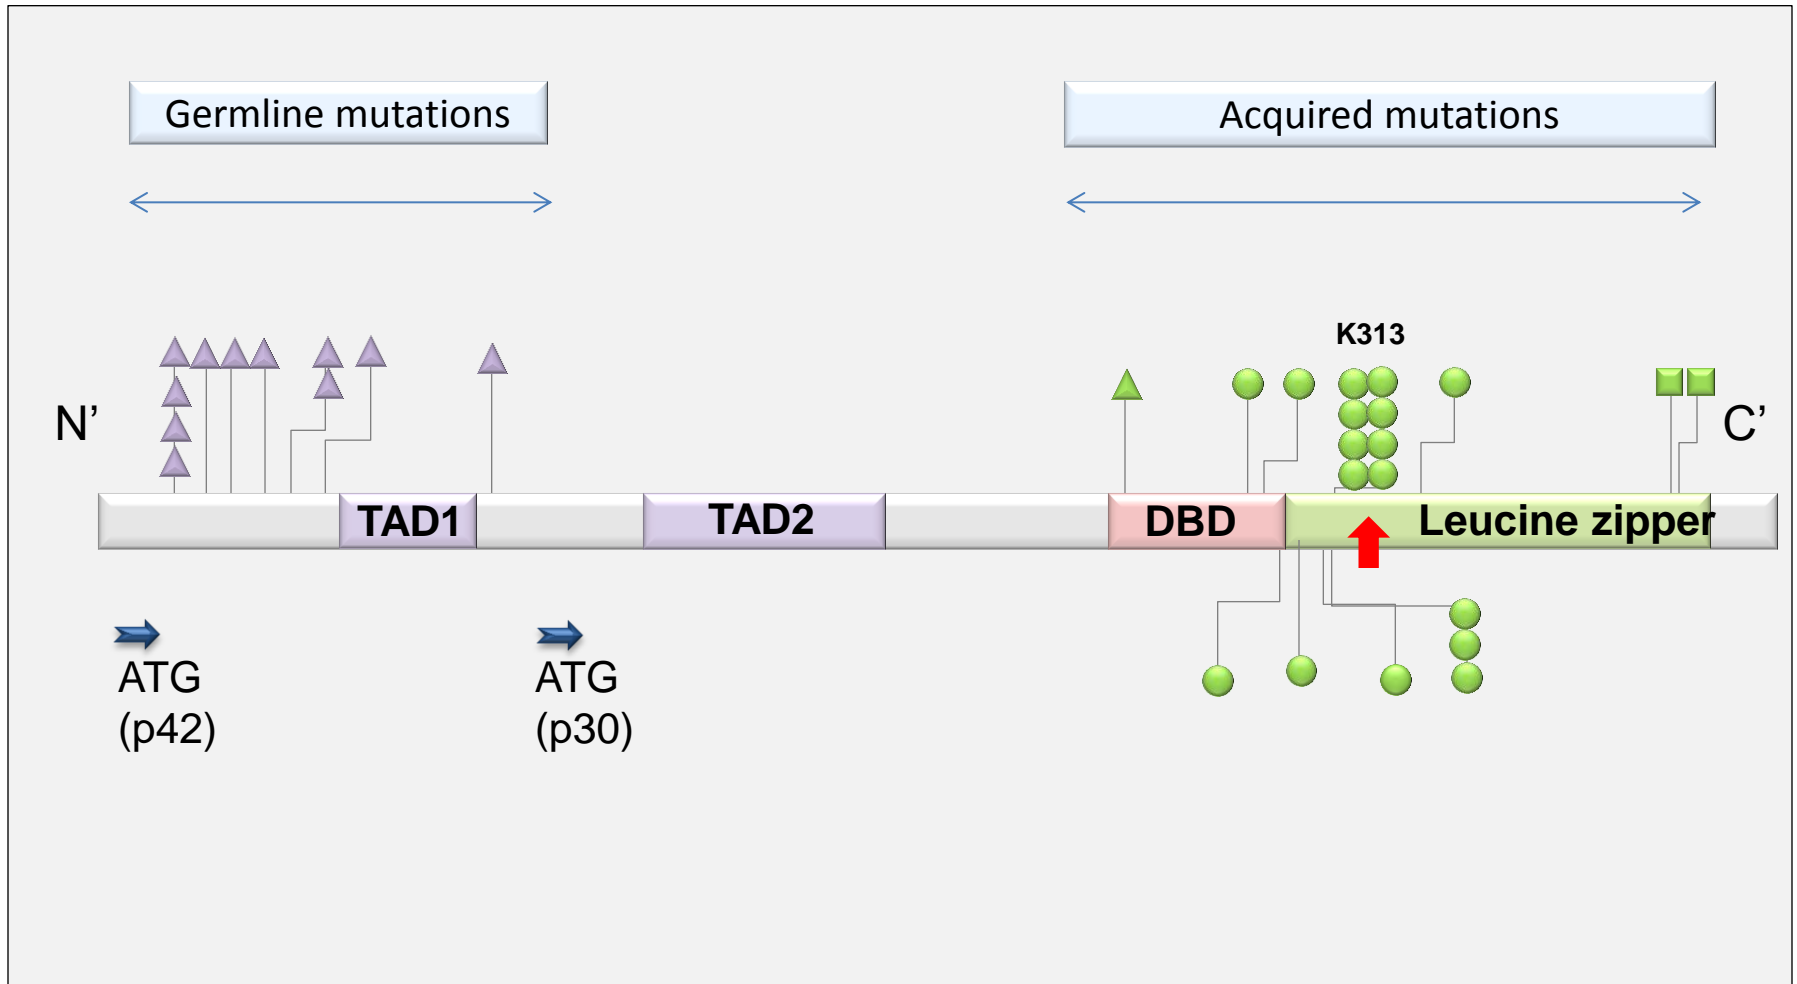 Germline mutations
Acquired mutations
K313
N’
C’
TAD1
TAD2
DBD
Leucine zipper
ATG
(p42)
ATG
(p30)